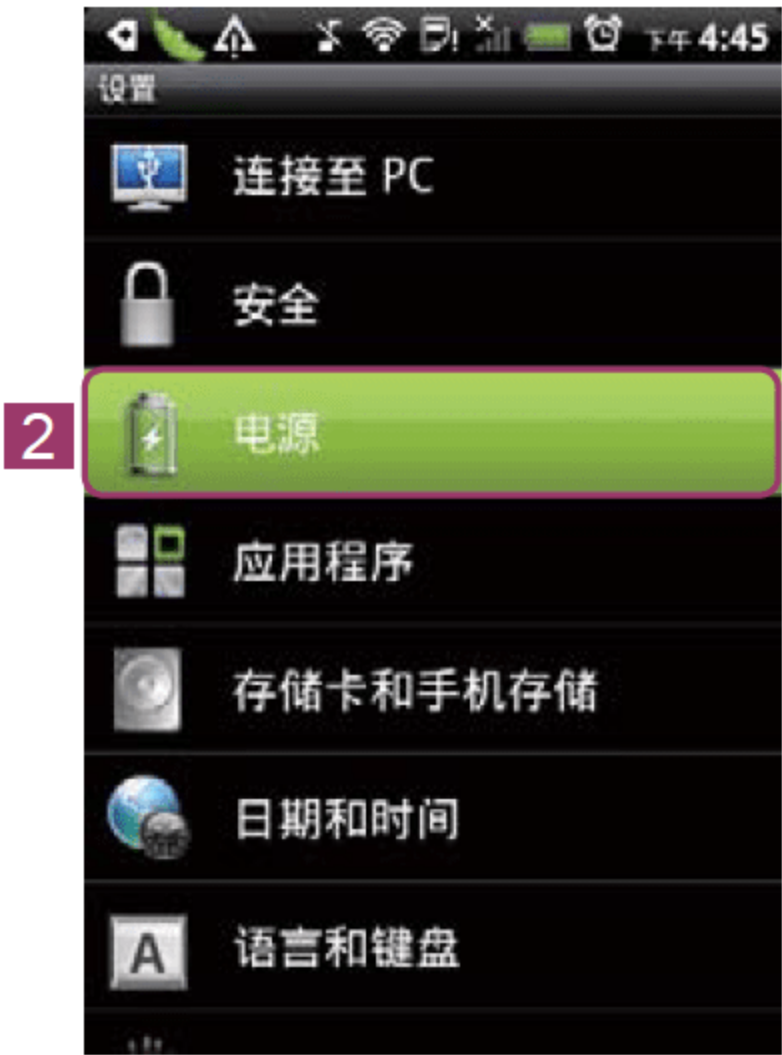 下午 4:45
设置
连接至 PC
安全
2
电源
应用程序
存储卡和手机存储
日期和时间
A
语言和键盘